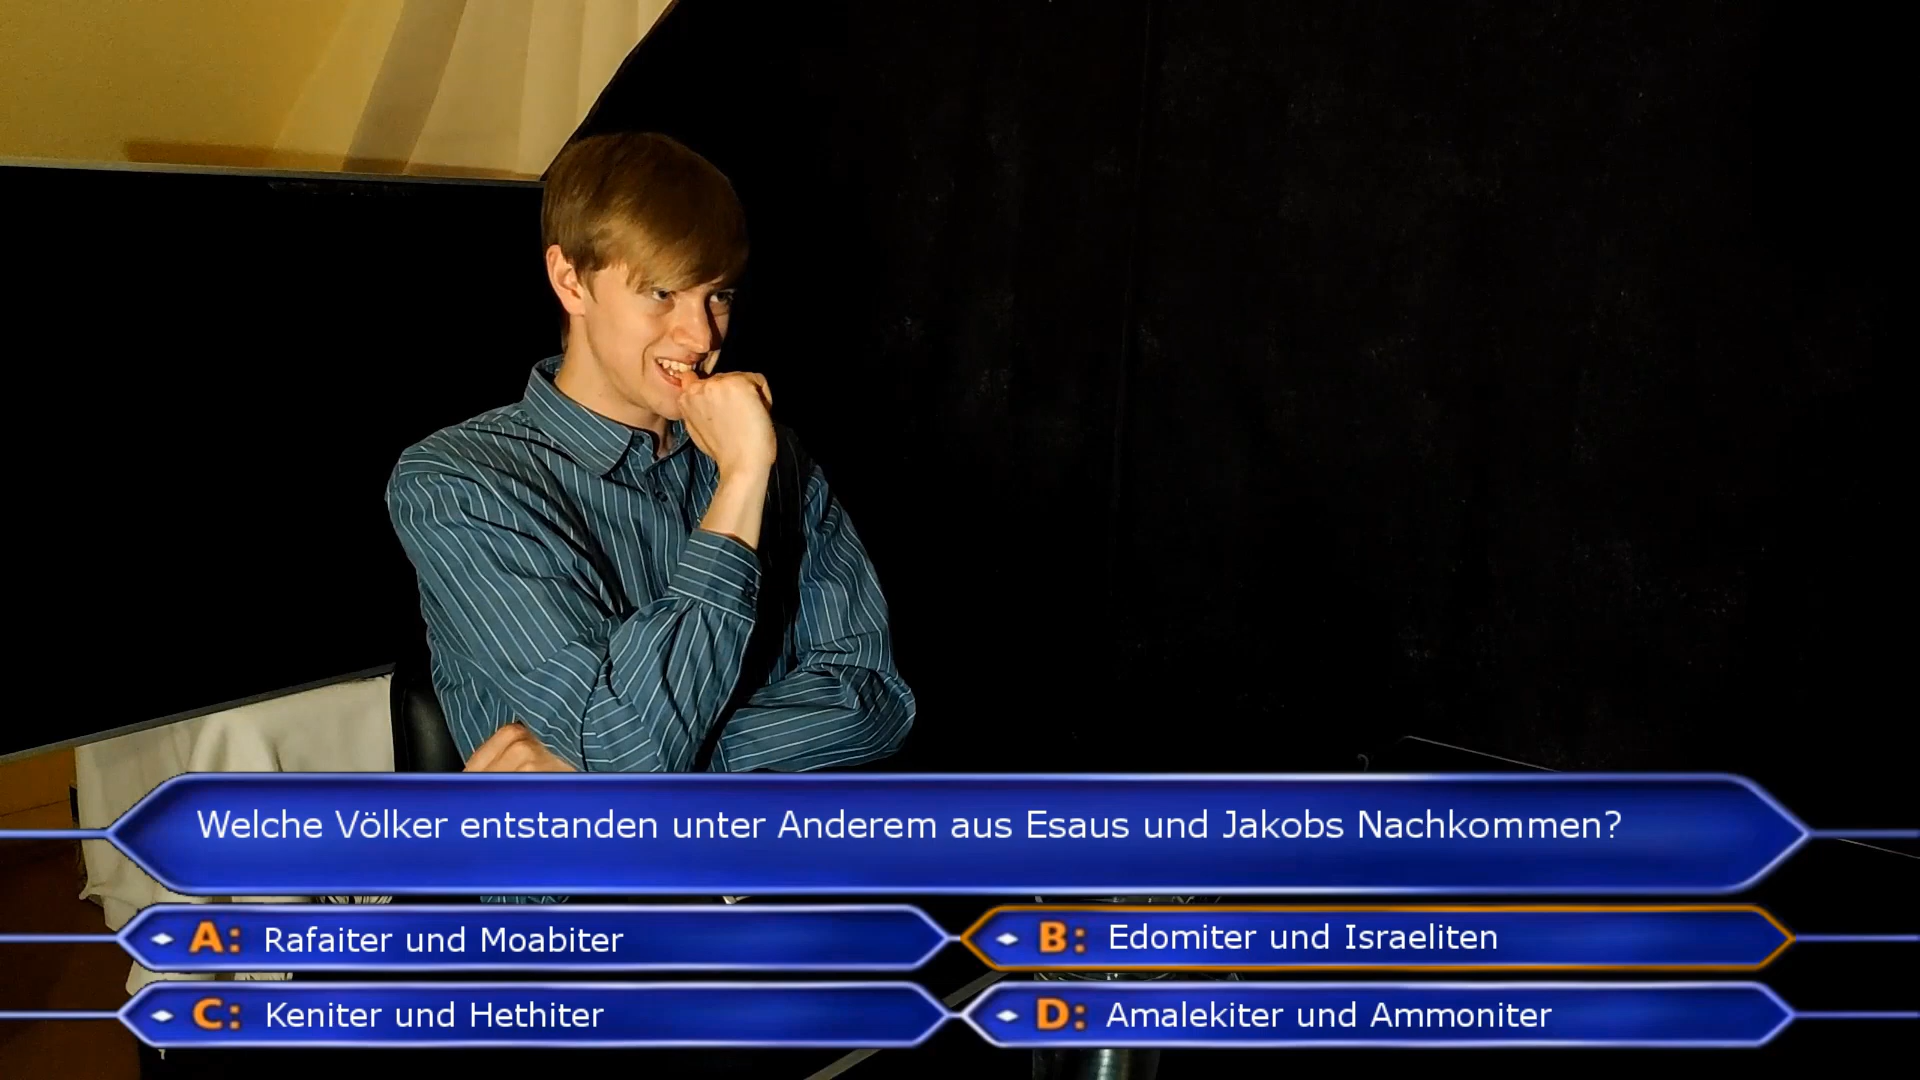 Welche Völker entstanden unter Anderem aus Esaus und Jakobs Nachkommen?
A: Rafaiter und Moabiter
B: Edomiter und Israeliten
C: Keniter und Hethiter
D: Amalekiter und Ammoniter